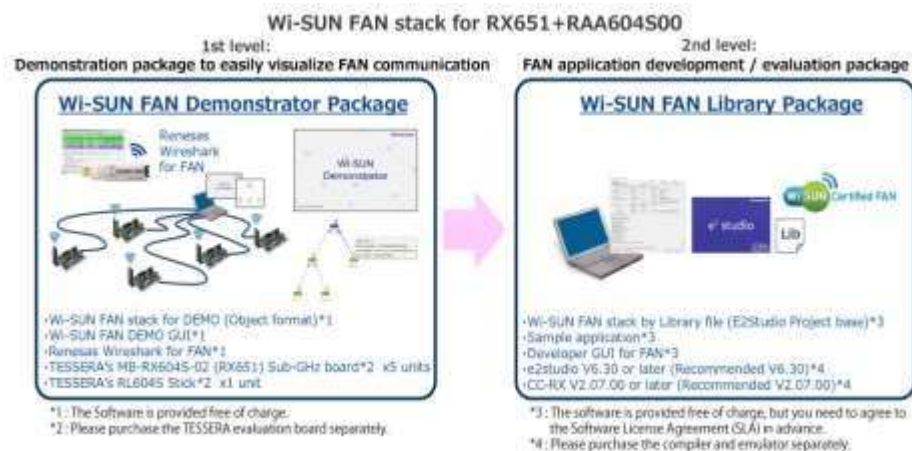 Wi-SUN FAN stack for RX651+RAA604S00
1st level:
Demonstration package to easily visualize FAN communication
Wi-SUN FAN Demonstrator Package
Renesas
Wireshark
for FAN
Wi-SUN
Demonstrator
·Wi-SUN FAN stack for DEMO (Object format)*1
·Wi-SUN FAN DEMO GUI*1
·Renesas Wireshark for FAN*1
·TESSERA's MB-RX604S-02 (RX651) Sub-GHz board*2 x5 units
·TESSERA's RL604S Stick*2 x1 unit
*1 : The Software is provided free of charge.
*2 : Please purchase the TESSERA evaluation board separately.
2nd level:
FAN application development / evaluation package
Wi-SUN FAN Library Package
Wi SUN Certified FAN
e² studio
Lib
·Wi-SUN FAN stack by Library file (E2Studio Project base)*3
·Sample application*3
·Developer GUI for FAN*3
·e2studio V6.30 or later (Recommended V6.30)*4
·CC-RX V2.07.00 or later (Recommended V2.07.00)*4
*3 : The software is provided free of charge, but you need to agree to
the Software License Agreement (SLA) in advance.
*4 : Please purchase the compiler and emulator separately.